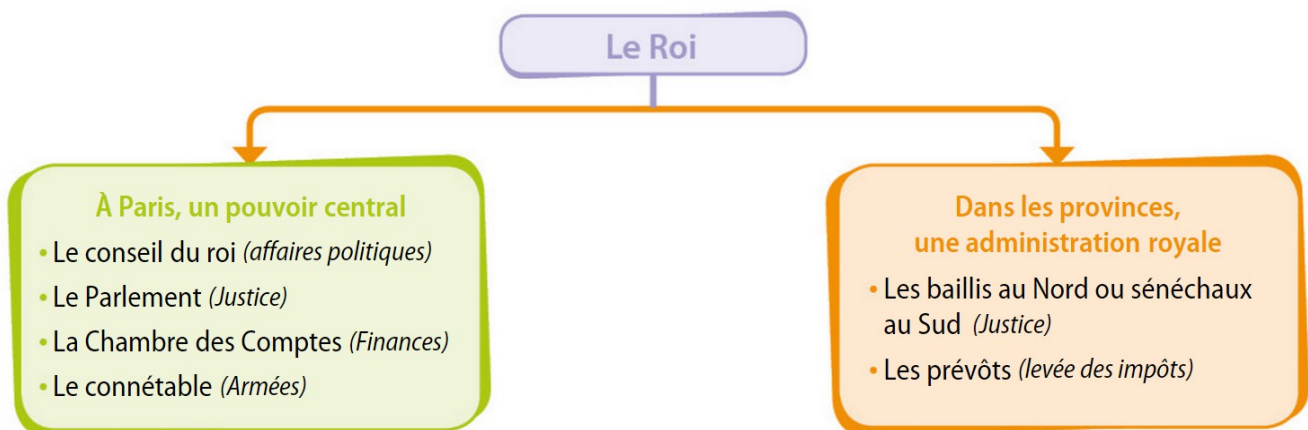 Le Roi
À Paris, un pouvoir central
• Le conseil du roi (affaires politiques)
• Le Parlement (Justice)
• La Chambre des Comptes (Finances)
• Le connétable (Armées)
Dans les provinces,
une administration royale
• Les baillis au Nord ou sénéchaux
au Sud (Justice)
• Les prévôts (levée des impôts)